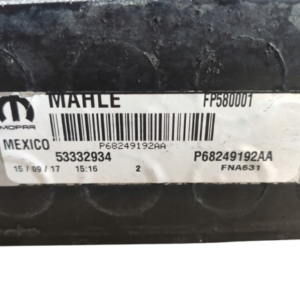 MAHLE FP580001
MOPAR
MEXICO P68249192AA
53332934 P68249192AA
15/09/17 15:16 2 FNA631